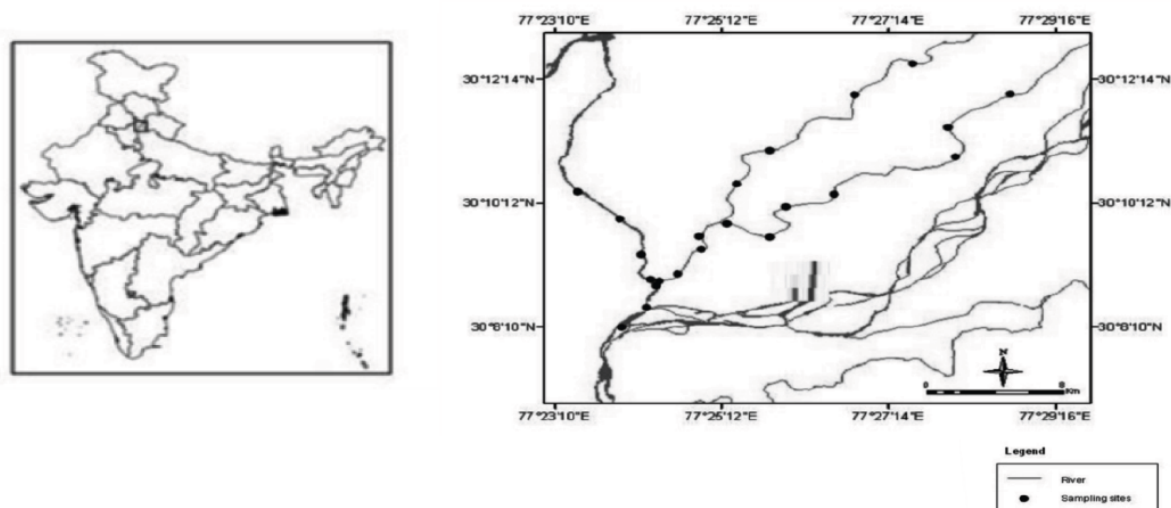 77°23'10"E 77°25'12"E 77°27'14"E 77°29'16"E
30°12'14"N 30°12'14"N
30°10'12"N 30°10'12"N
30°8'10"N 30°8'10"N
N
0 8
Km
77°23'10"E 77°25'12"E 77°27'14"E 77°29'16"E
Legend
River
Sampling sites